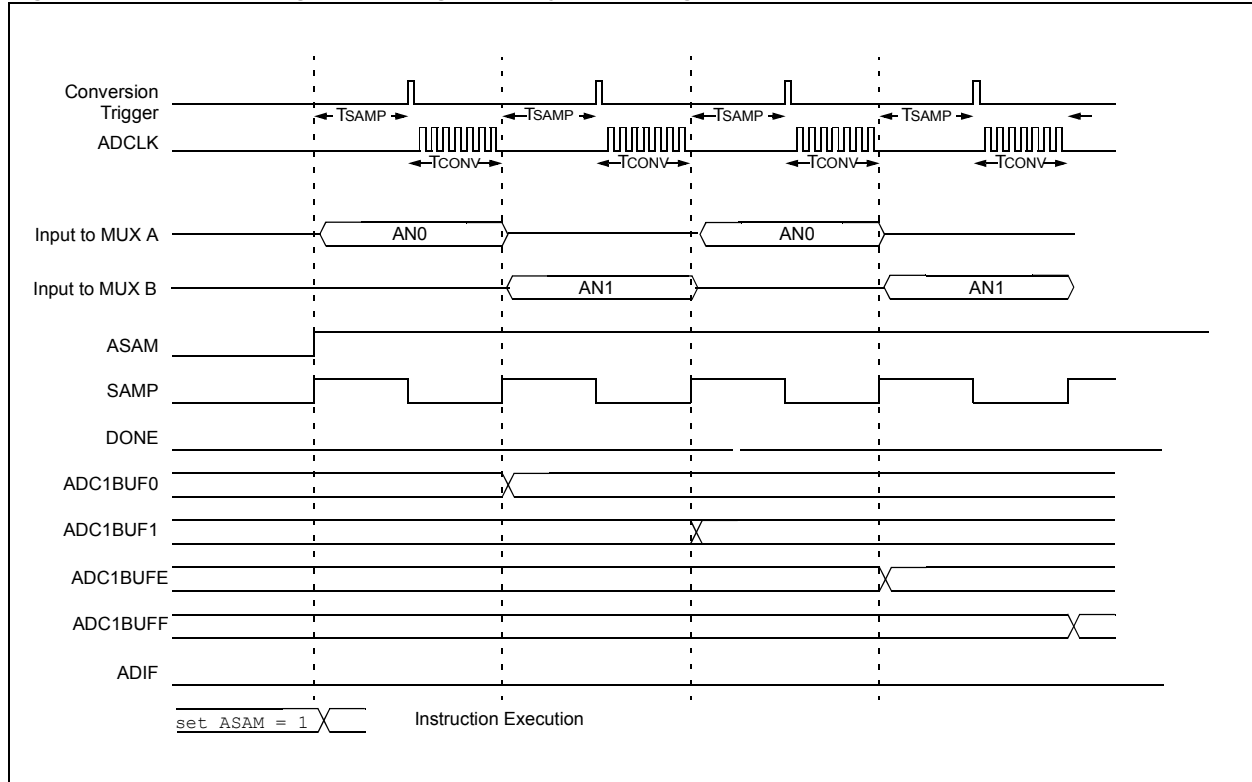 Conversion
Trigger
TSAMP TSAMP TSAMP TSAMP
ADCLK
TCONV TCONV TCONV TCONV
Input to MUX A AN0 AN0
Input to MUX B AN1 AN1
ASAM
SAMP
DONE
ADC1BUF0
ADC1BUF1
ADC1BUFE
ADC1BUFF
ADIF
set ASAM = 1 Instruction Execution